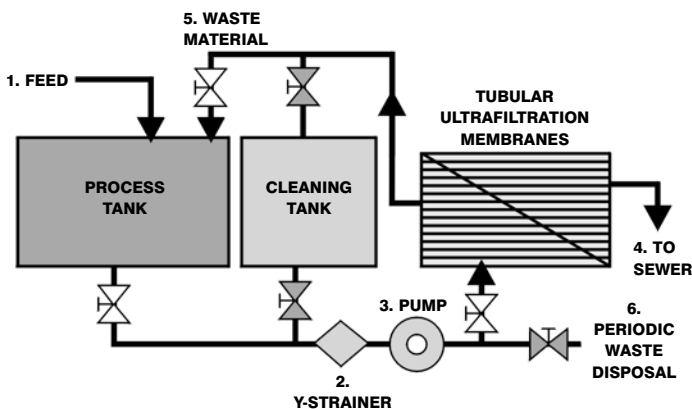 5. WASTE
MATERIAL
1. FEED
TUBULAR
ULTRAFILTRATION
MEMBRANES
PROCESS
TANK
CLEANING
TANK
4. TO
SEWER
3. PUMP
6.
PERIODIC
WASTE
DISPOSAL
2.
Y-STRAINER